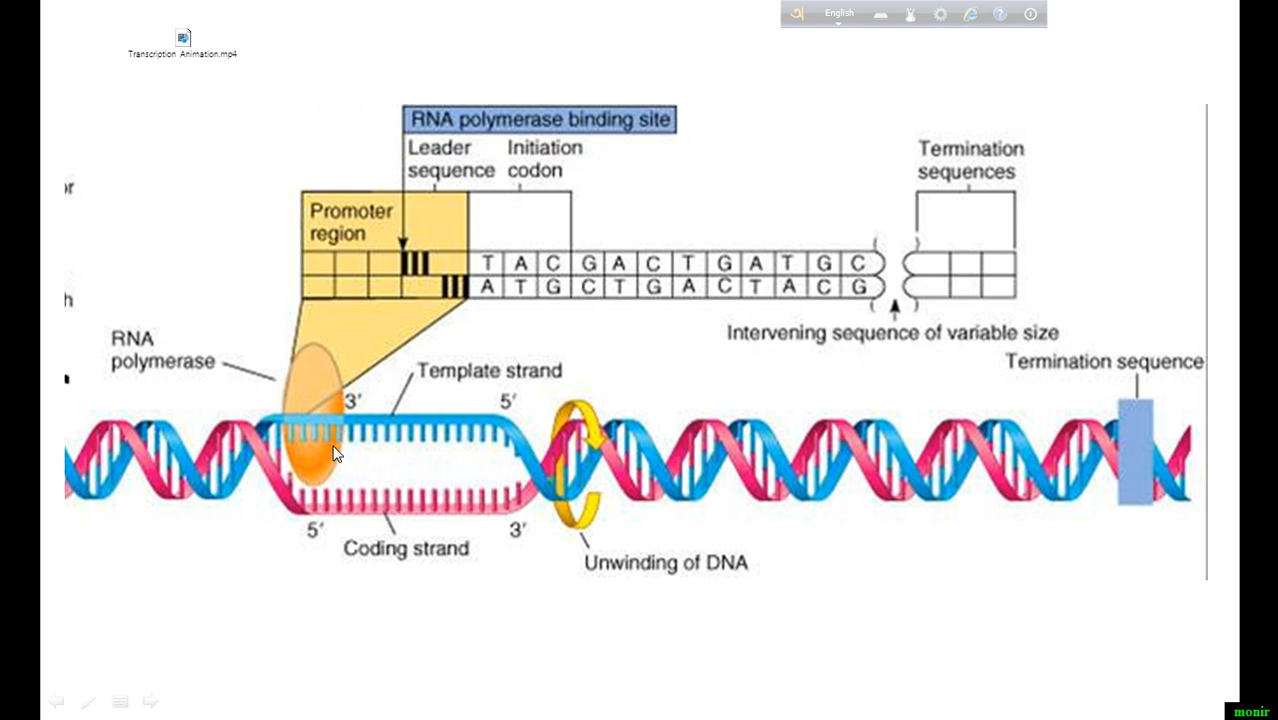 English
Transcription Animation.mp4
RNA polymerase binding site
Leader
sequence
Initiation
codon
Termination
sequences
or
Promoter
region
T A C G A C T G A T G C
A T G C T G A C T A C G
h
Intervening sequence of variable size
RNA
polymerase
Template strand
Termination sequence
3′
5′
5′
3′
Coding strand
Unwinding of DNA
monir